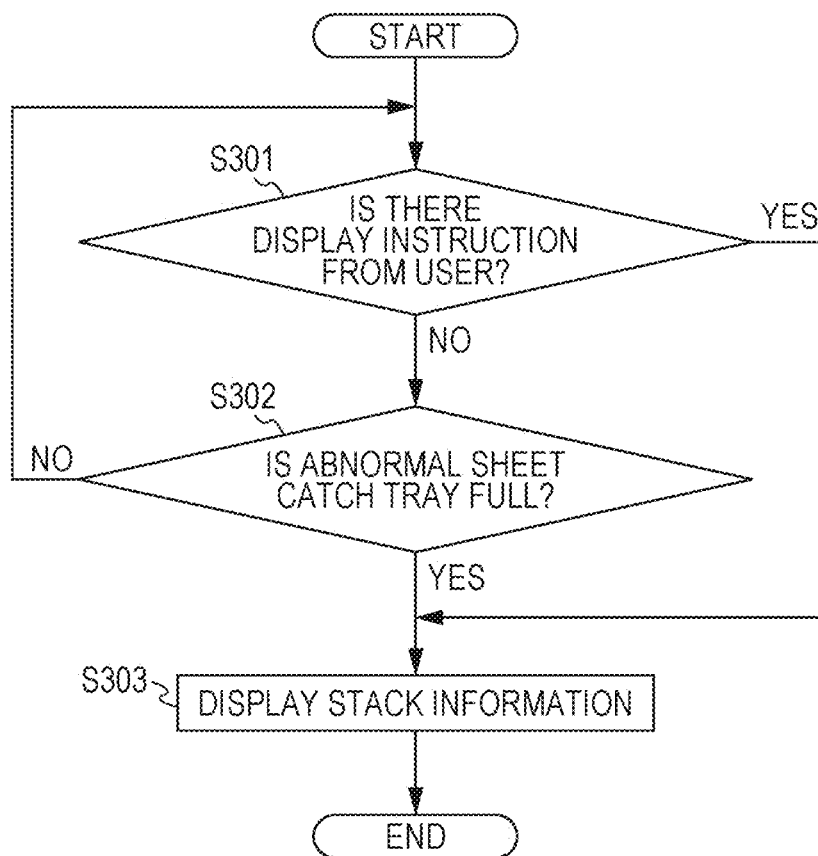 START
S301
IS THERE
DISPLAY INSTRUCTION
FROM USER?
YES
NO
S302
NO
IS ABNORMAL SHEET
CATCH TRAY FULL?
YES
S303
DISPLAY STACK INFORMATION
END